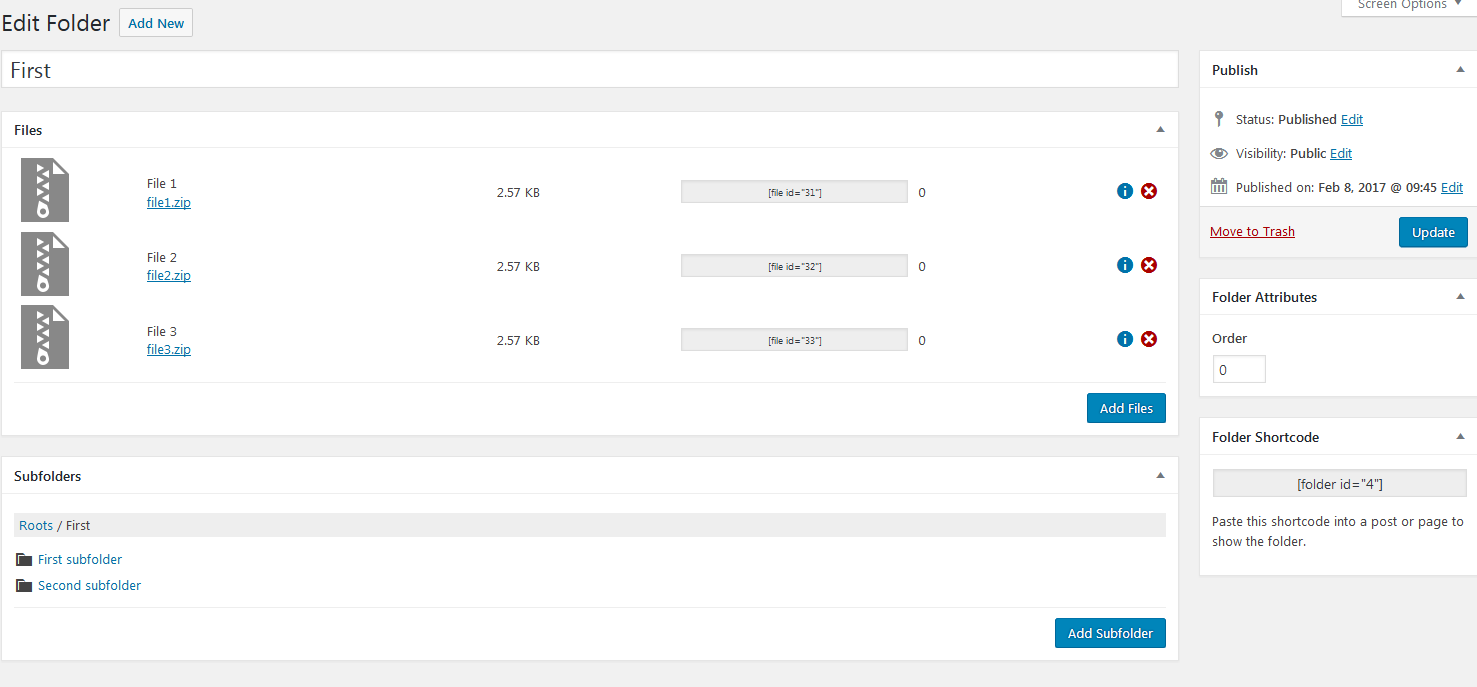 Screen Options
Edit Folder Add New
First
Files
File 1
file1.zip
2.57 KB
[file id="31"]
0
File 2
file2.zip
2.57 KB
[file id="32"]
0
File 3
file3.zip
2.57 KB
[file id="33"]
0
Add Files
Subfolders
Roots / First
First subfolder
Second subfolder
Add Subfolder
Publish
Status: Published Edit
Visibility: Public Edit
Published on: Feb 8, 2017 @ 09:45 Edit
Move to Trash
Update
Folder Attributes
Order
0
Folder Shortcode
[folder id="4"]
Paste this shortcode into a post or page to
show the folder.